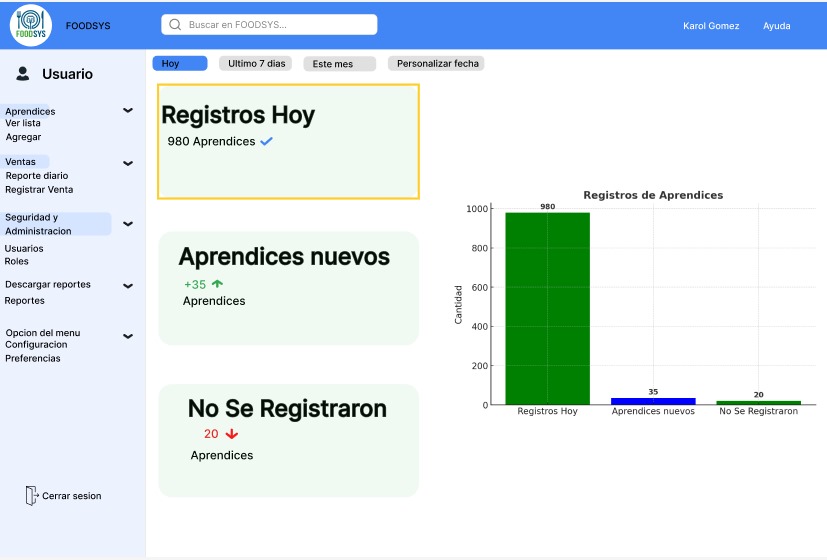 FOODSYS
FOODSYS
Buscar en FOODSYS...
Karol Gomez
Ayuda
Usuario
Aprendices
Ver lista
Agregar
Ventas
Reporte diario
Registrar Venta
Seguridad y
Administracion
Usuarios
Roles
Descargar reportes
Reportes
Opcion del menu
Configuracion
Preferencias
Cerrar sesion
Hoy
Ultimo 7 dias
Este mes
Personalizar fecha
Registros Hoy
980 Aprendices
Aprendices nuevos
+35
Aprendices
No Se Registraron
20
Aprendices
Registros de Aprendices
Cantidad
1000
800
600
400
200
0
980
35
20
Registros Hoy
Aprendices nuevos
No Se Registraron